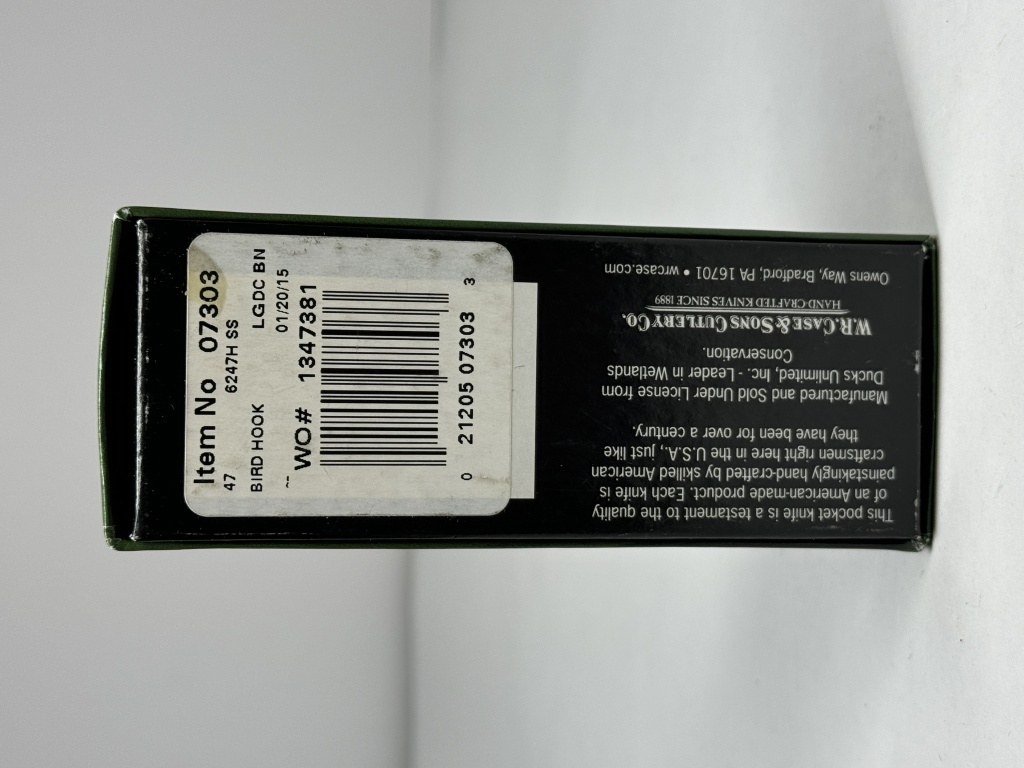 Item No 07303
47 6247H SS
BIRD HOOK LGDC BN
01/20/15
WO# 1347381
0 21205 07303 3
This pocket knife is a testament to the quality
of an American-made product. Each knife is
painstakingly hand-crafted by skilled American
craftsmen right here in the U.S.A., just like
they have been for over a century.
Manufactured and Sold Under License from
Ducks Unlimited, Inc. - Leader in Wetlands
Conservation.
W.R. CASE & SONS CUTLERY CO.
HAND-CRAFTED KNIVES SINCE 1889
Owens Way, Bradford, PA 16701 • wrcase.com